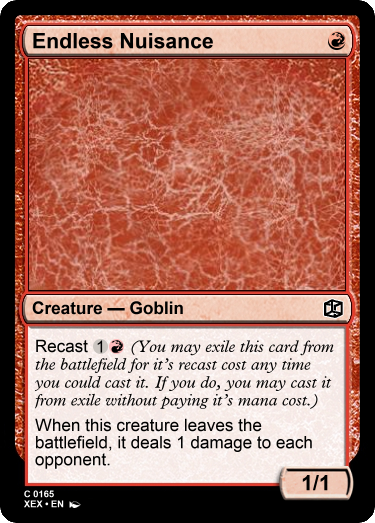 Endless Nuisance
Creature — Goblin
Recast 1 (You may exile this card from
the battlefield for it's recast cost any time
you could cast it. If you do, you may cast it
from exile without paying it's mana cost.)
When this creature leaves the
battlefield, it deals 1 damage to each
opponent.
1/1
C 0165
XEX • EN